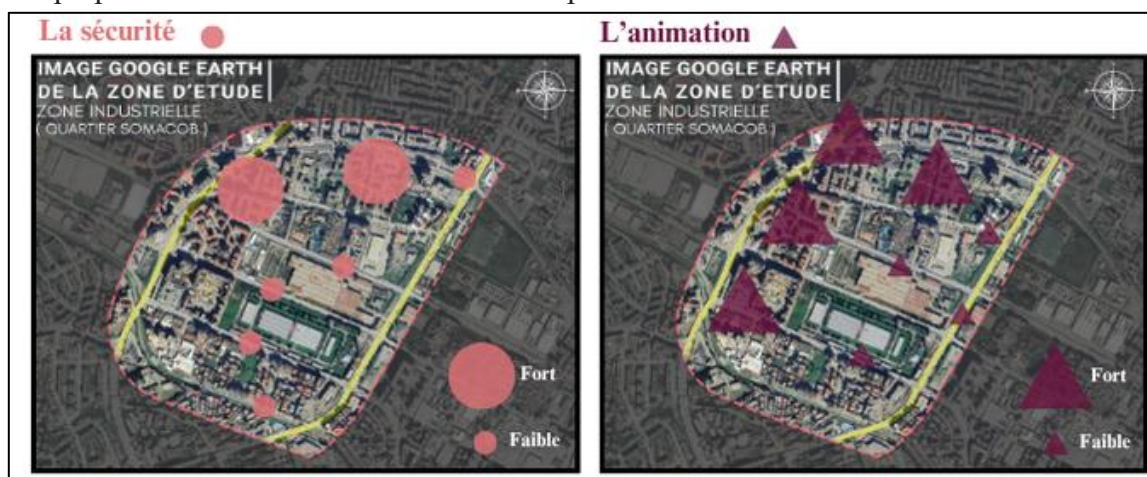 La sécurité
IMAGE GOOGLE EARTH
DE LA ZONE D'ETUDE
ZONE INDUSTRIELLE
( QUARTIER SOMACOB )
Fort
Faible
L'animation
IMAGE GOOGLE EARTH
DE LA ZONE D'ETUDE
ZONE INDUSTRIELLE
( QUARTIER SOMACOB )
Fort
Faible